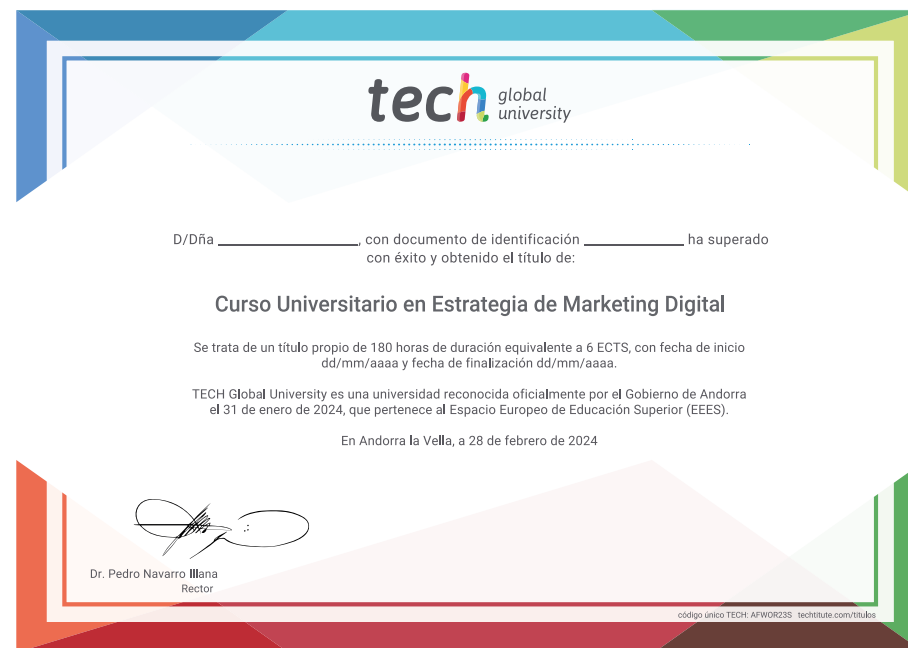 tech global university
D/Dña ____________________, con documento de identificación ______________ ha superado
con éxito y obtenido el título de:
Curso Universitario en Estrategia de Marketing Digital
Se trata de un título propio de 180 horas de duración equivalente a 6 ECTS, con fecha de inicio
dd/mm/aaaa y fecha de finalización dd/mm/aaaa.
TECH Global University es una universidad reconocida oficialmente por el Gobierno de Andorra
el 31 de enero de 2024, que pertenece al Espacio Europeo de Educación Superior (EEES).
En Andorra la Vella, a 28 de febrero de 2024
Dr. Pedro Navarro Illana
Rector
código único TECH: AFWOR23S techtitute.com/titulos